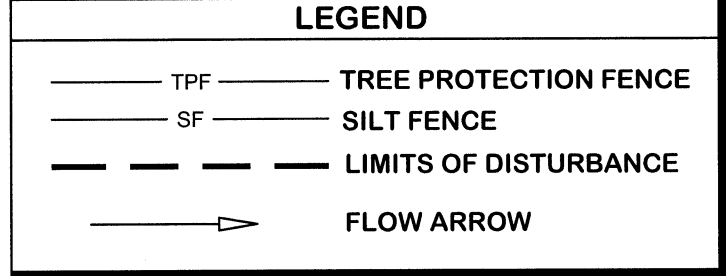 LEGEND
TPF TREE PROTECTION FENCE
SF SILT FENCE
LIMITS OF DISTURBANCE
FLOW ARROW